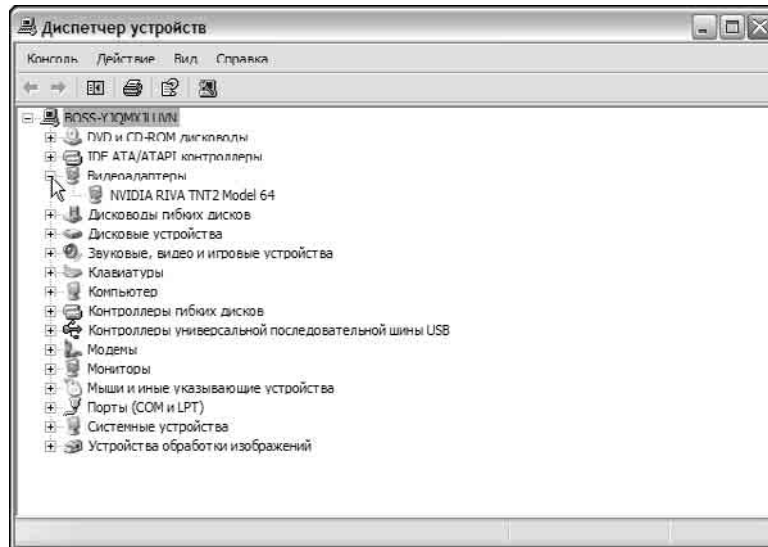 Диспетчер устройств
Консоль Действие Вид Справка
DVD и CD-ROM дисководы
IDE ATA/ATAPI контроллеры
Видеоадаптеры
NVIDIA RIVA TNT2 Model 64
Дисководы гибких дисков
Дисковые устройства
Звуковые, видео и игровые устройства
Клавиатуры
Компьютер
Контроллеры гибких дисков
Контроллеры универсальной последовательной шины USB
Модемы
Мониторы
Мыши и иные указывающие устройства
Порты (COM и LPT)
Системные устройства
Устройства обработки изображений